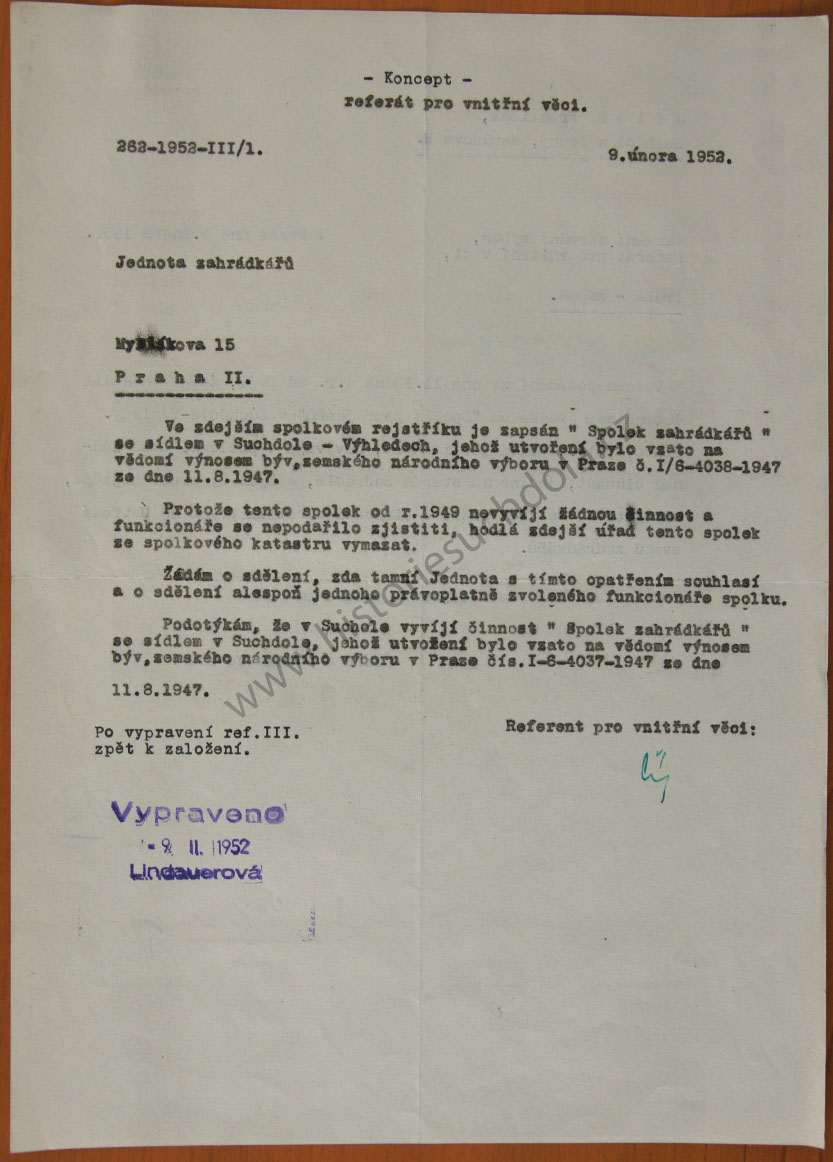 - Koncept -
referát pro vnitřní věci.
262-1952-III/1.
9.února 1952.
Jednota zahrádkářů
15
P r a h a II.
Ve zdejším spolkovém rejstříku je zapsán " Spolek zahrádkářů "
se sídlem v Suchdole - Výhledech, jehož utvoření bylo vzato na
vědomí výnosem býv.zemského národního výboru v Praze č.I/6-4038-1947
ze dne 11.8.1947.
Protože tento spolek od r.1949 nevyvíjí žádnou činnost a
funkcionáře se nepodařilo zjistiti, hodlá zdejší úřad tento spolek
ze spolkového katastru vymazat.
Žádám o sdělení, zda tamní Jednota s tímto opatřením souhlasí
a o sdělení alespoň jednoho právoplatně zvoleného funkcionáře spolku.
Podotýkám, že v Suchole vyvíjí činnost " Spolek zahrádkářů "
se sídlem v Suchdole, jehož utvoření bylo vzato na vědomí výnosem
býv.zemského národního výboru v Praze čís.I-6-4037-1947 ze dne
11.8.1947.
Po vypravení ref.III.
zpět k založení.
Referent pro vnitřní věci:
Vypraveno
- 9. II. 1952
Lindauerová
www.historiesuchdol.cz